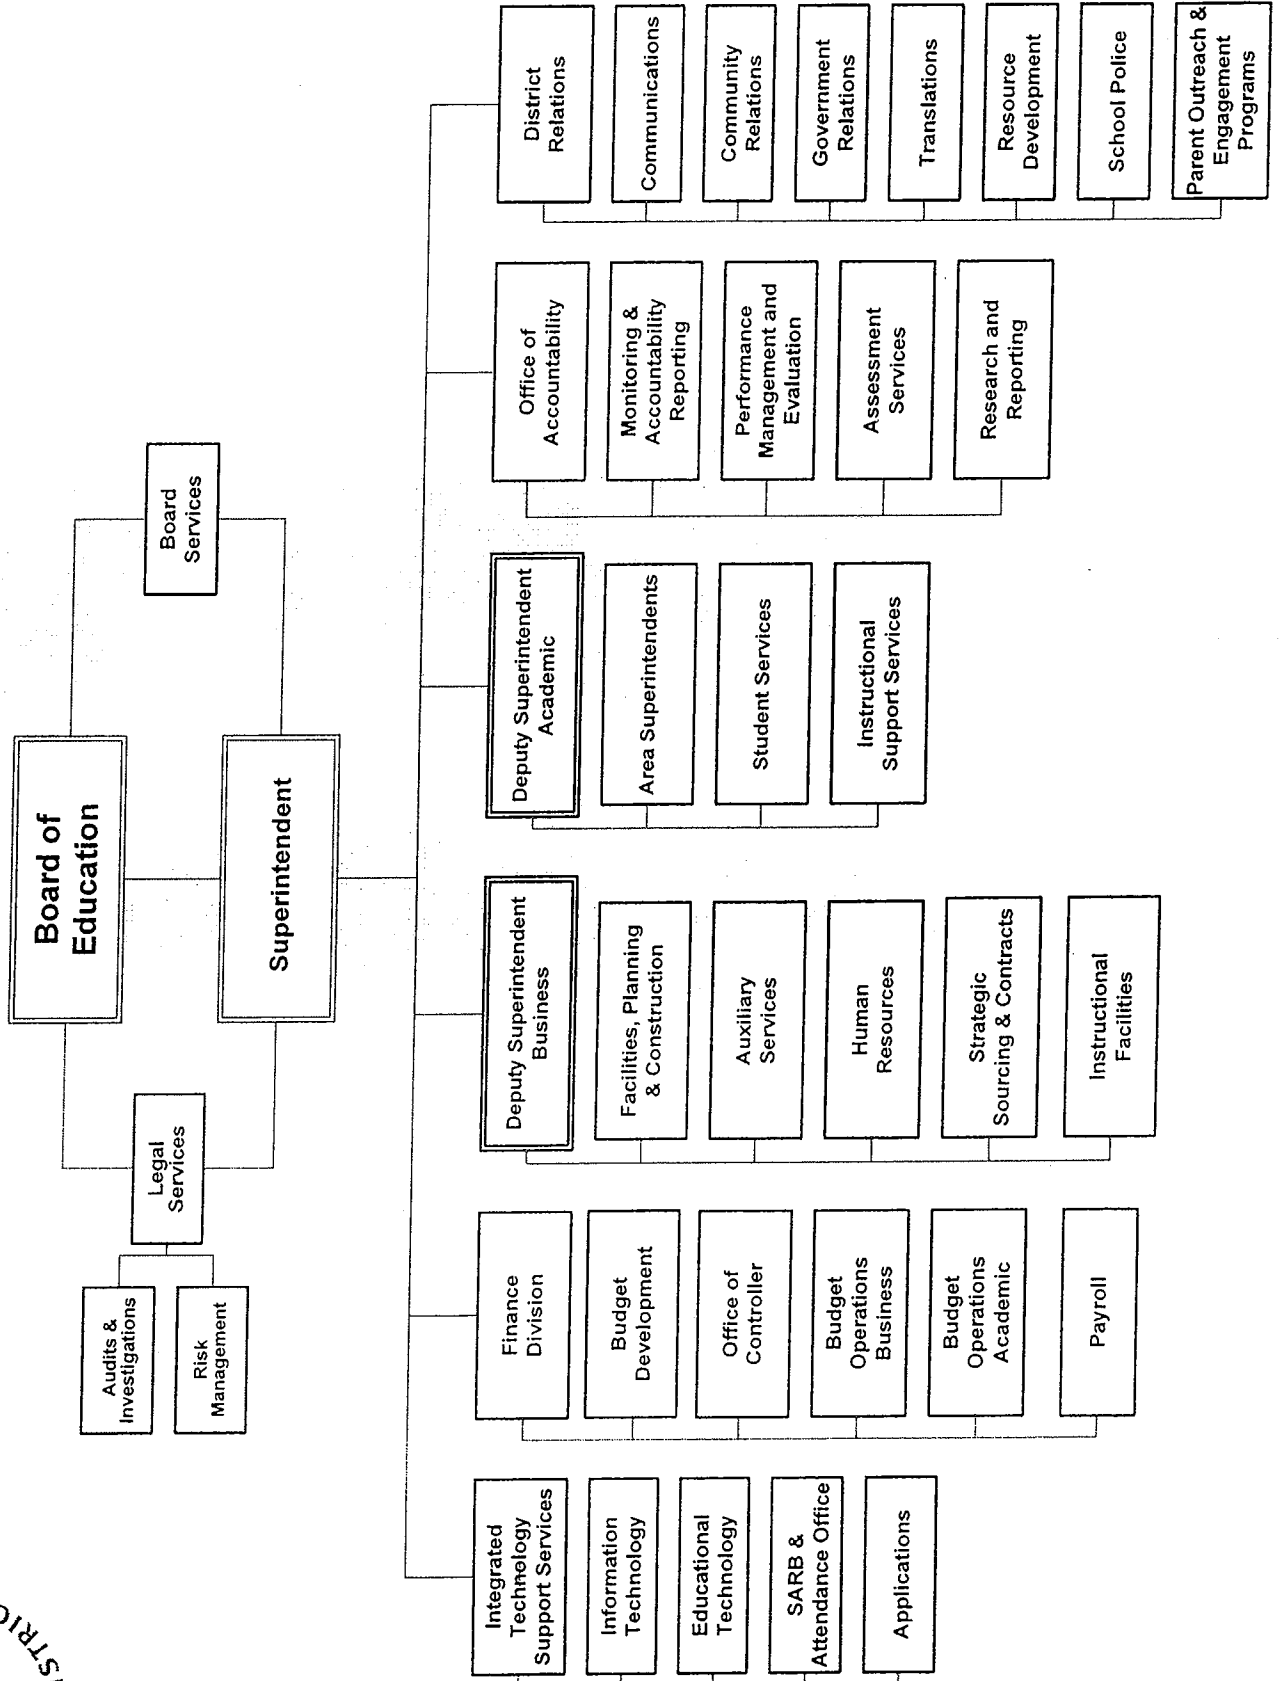 Board of
Education
Superintendent
Board
Services
Legal
Services
Audits &
Investigations
Risk
Management
Integrated
Technology
Support Services
Information
Technology
Educational
Technology
SARB &
Attendance Office
Applications
Finance
Division
Budget
Development
Office of
Controller
Budget
Operations
Business
Budget
Operations
Academic
Payroll
Deputy Superintendent
Business
Facilities, Planning
& Construction
Auxiliary
Services
Human
Resources
Strategic
Sourcing & Contracts
Instructional
Facilities
Deputy Superintendent
Academic
Area Superintendents
Student Services
Instructional
Support Services
Office of
Accountability
Monitoring &
Accountability
Reporting
Performance
Management and
Evaluation
Assessment
Services
Research and
Reporting
District
Relations
Communications
Community
Relations
Government
Relations
Translations
Resource
Development
School Police
Parent Outreach &
Engagement
Programs